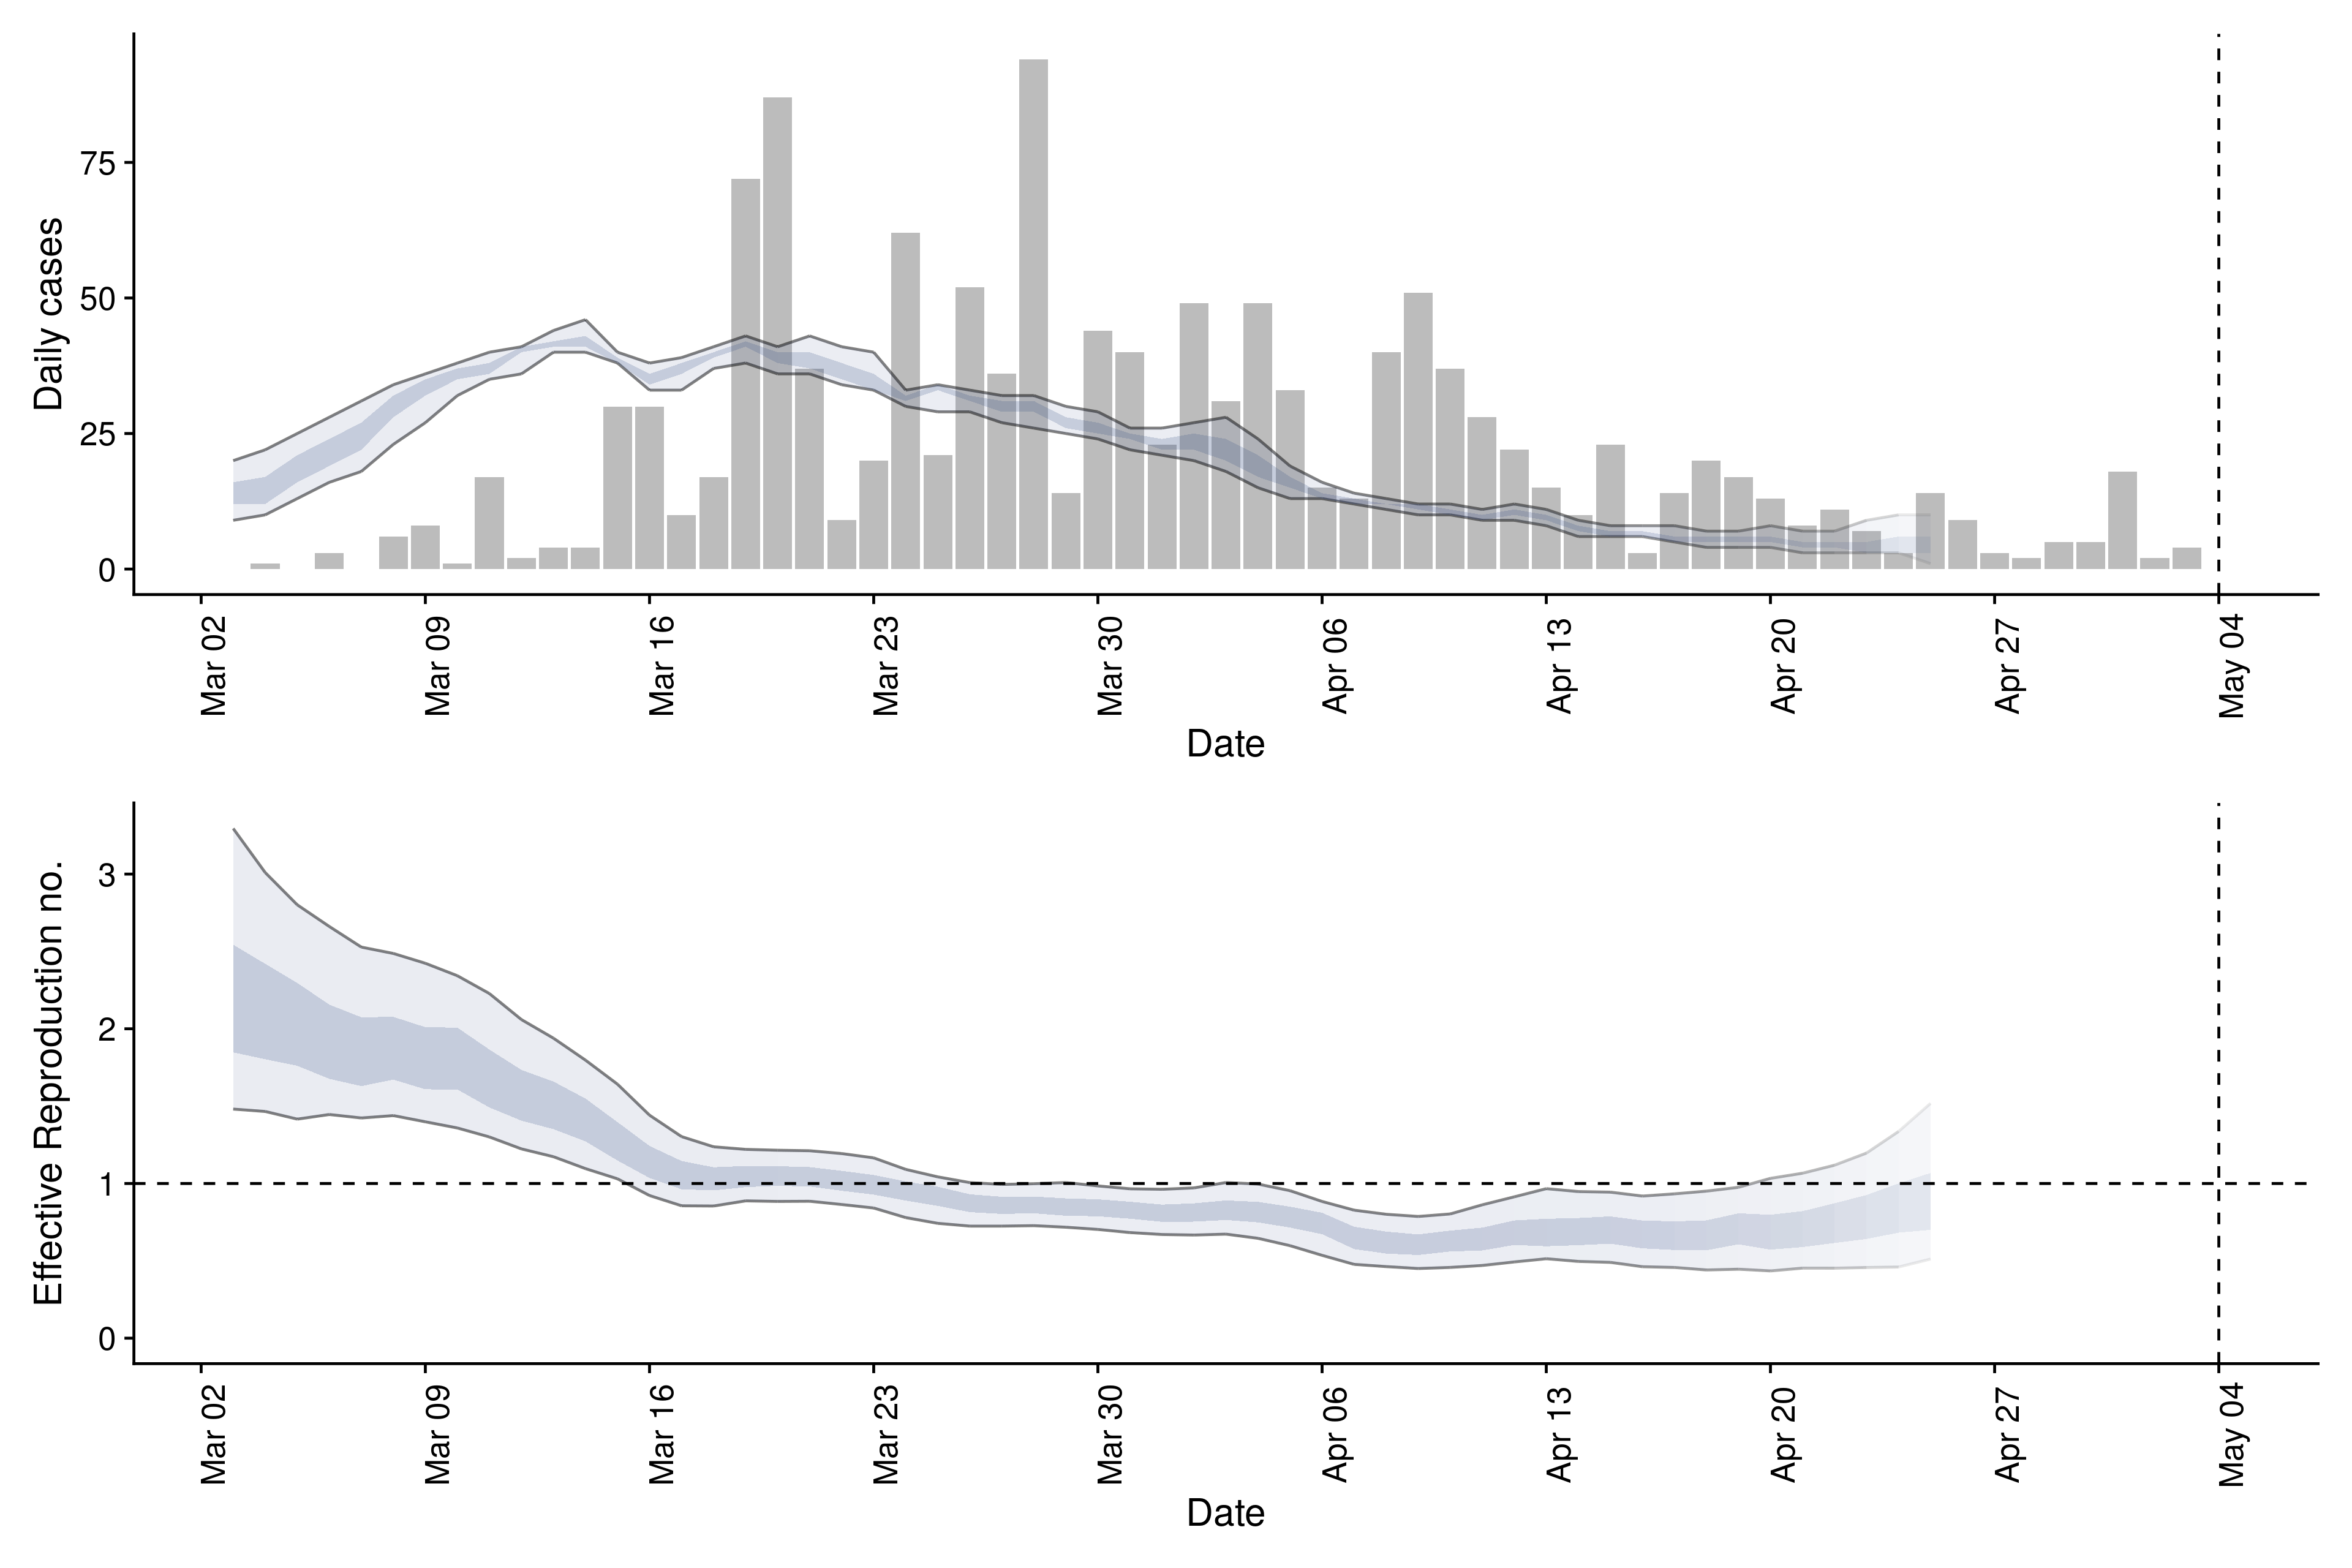 Daily cases
75
50
25
0
Mar 02
Mar 09
Mar 16
Mar 23
Mar 30
Apr 06
Apr 13
Apr 20
Apr 27
May 04
Date
Effective Reproduction no.
3
2
1
0
Mar 02
Mar 09
Mar 16
Mar 23
Mar 30
Apr 06
Apr 13
Apr 20
Apr 27
May 04
Date